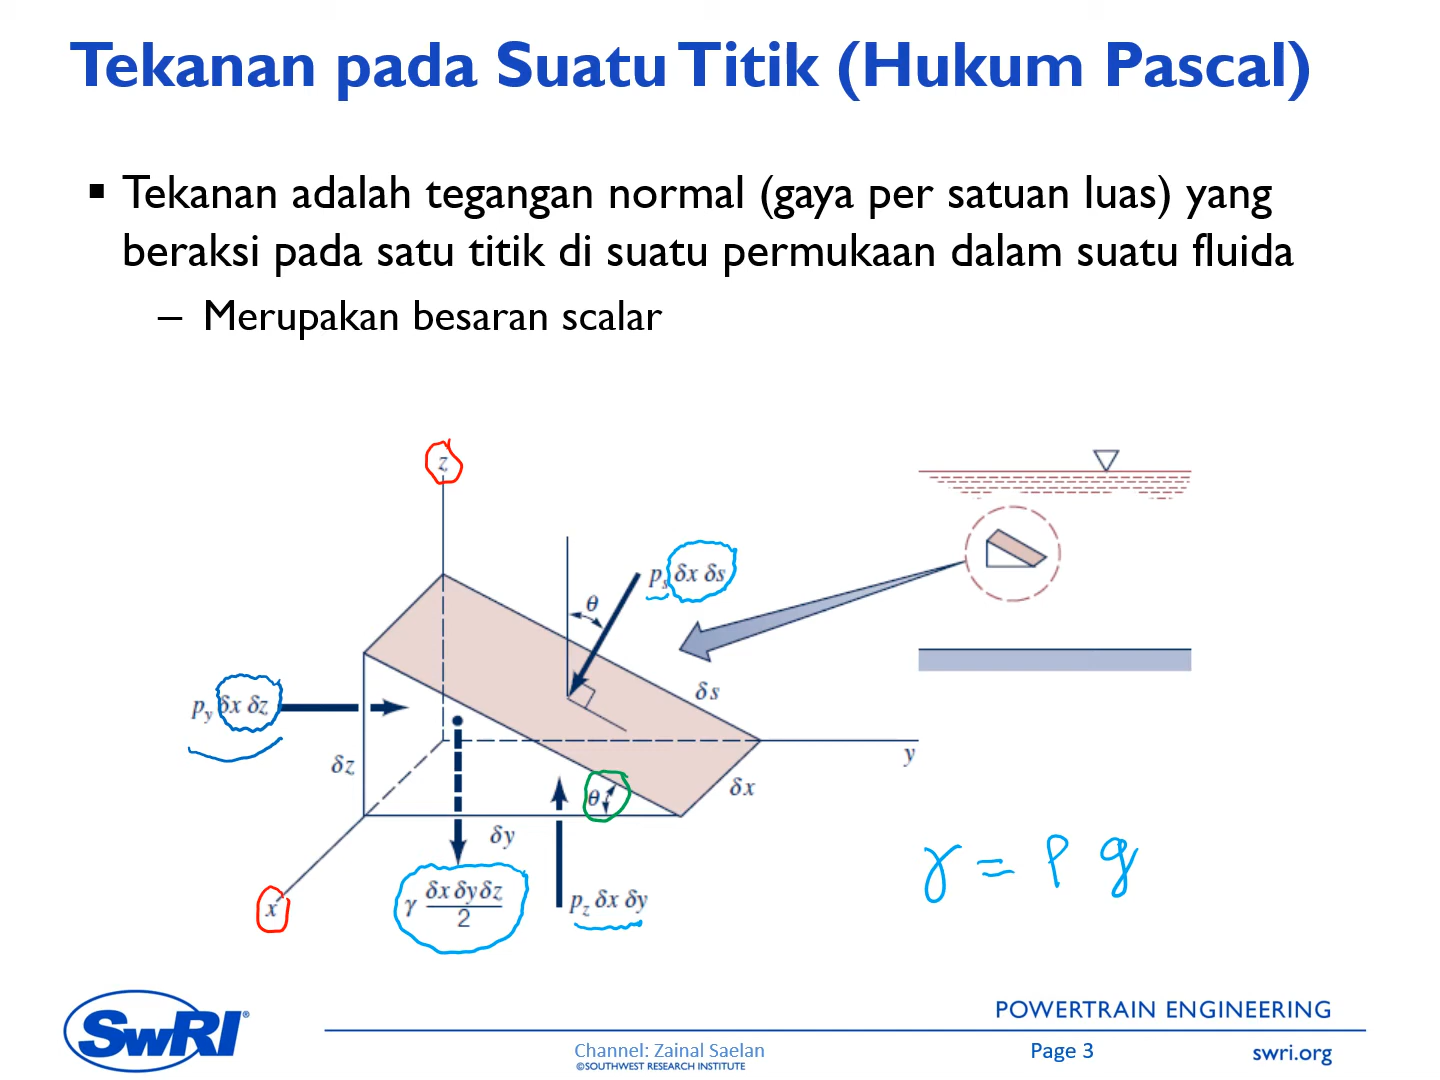 Tekanan pada Suatu Titik (Hukum Pascal)
▪ Tekanan adalah tegangan normal (gaya per satuan luas) yang
beraksi pada satu titik di suatu permukaan dalam suatu fluida
– Merupakan besaran scalar
z
p_s δx δs
θ
δs
p_y δx δz
y
δz
θ
δx
δy
γ δx δy δz / 2
p_z δx δy
x
γ = ρ g
POWERTRAIN ENGINEERING
SwRI®
Channel: Zainal Saelan
Page 3
swri.org
©SOUTHWEST RESEARCH INSTITUTE